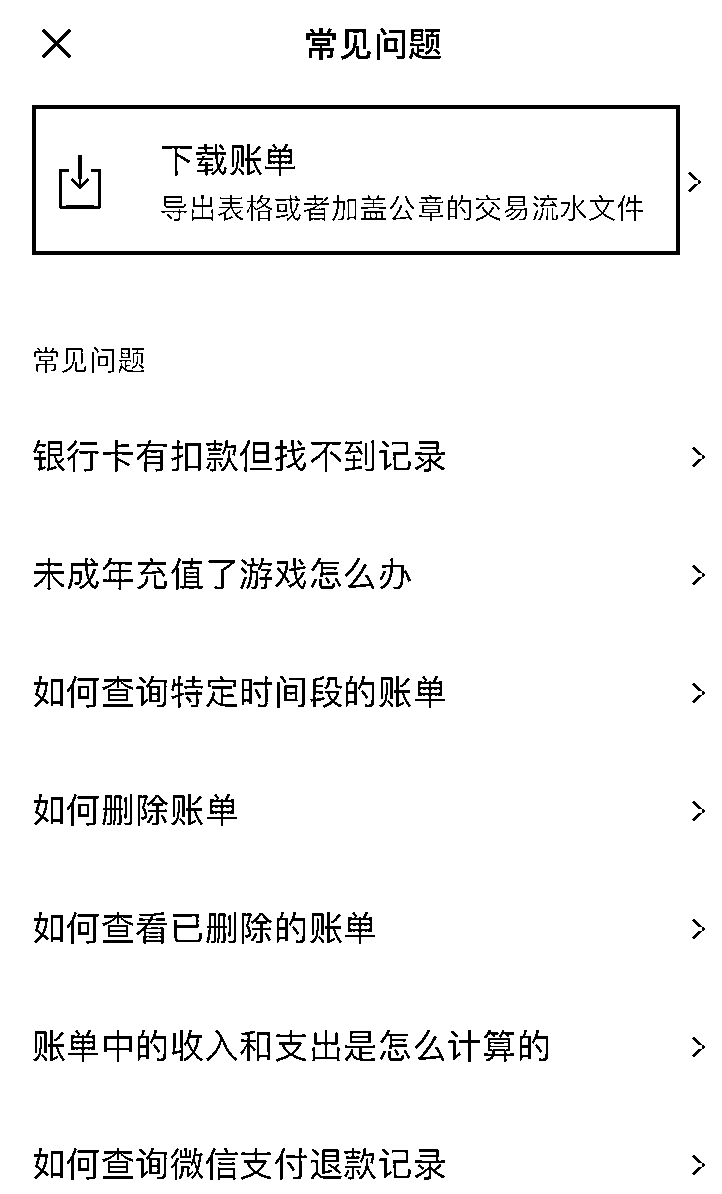 常见问题
下载账单
导出表格或者加盖公章的交易流水文件
常见问题
银行卡有扣款但找不到记录
未成年充值了游戏怎么办
如何查询特定时间段的账单
如何删除账单
如何查看已删除的账单
账单中的收入和支出是怎么计算的
如何查询微信支付退款记录